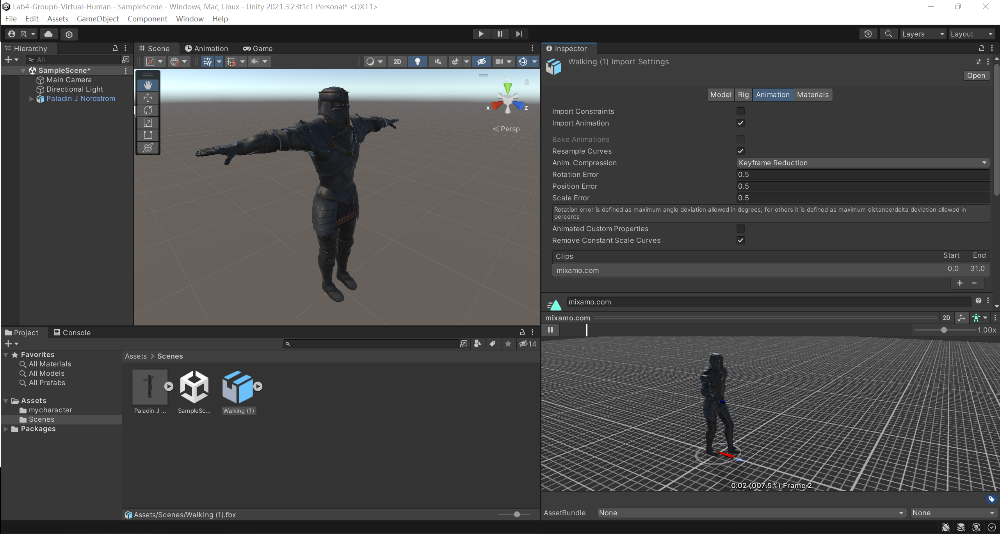 Lab4-Group6-Virtual-Human - SampleScene - Windows, Mac, Linux - Unity 2021.3.23f1c1 Personal* <DX11>
File Edit Assets GameObject Component Window Help
风
Layers
Layout
Hierarchy
All
SampleScene*
Main Camera
Directional Light
Paladin J Nordstrom
Scene Animation Game
2D
y
x
z
Persp
Inspector
Walking (1) Import Settings
Open
Model Rig Animation Materials
Import Constraints
Import Animation
Bake Animations
Resample Curves
Anim. Compression Keyframe Reduction
Rotation Error 0.5
Position Error 0.5
Scale Error 0.5
Rotation error is defined as maximum angle deviation allowed in degrees, for others it is defined as maximum distance/delta deviation allowed in
percents
Animated Custom Properties
Remove Constant Scale Curves
Clips Start End
mixamo.com 0.0 31.0
mixamo.com
mixamo.com 2D
1.00x
0:02 (007.5%) Frame 2
AssetBundle None None
Project Console
14
Favorites
All Materials
All Models
All Prefabs
Assets
mycharacter
Scenes
Packages
Assets > Scenes
Paladin J ... SampleSc... Walking (1)
Assets/Scenes/Walking (1).fbx